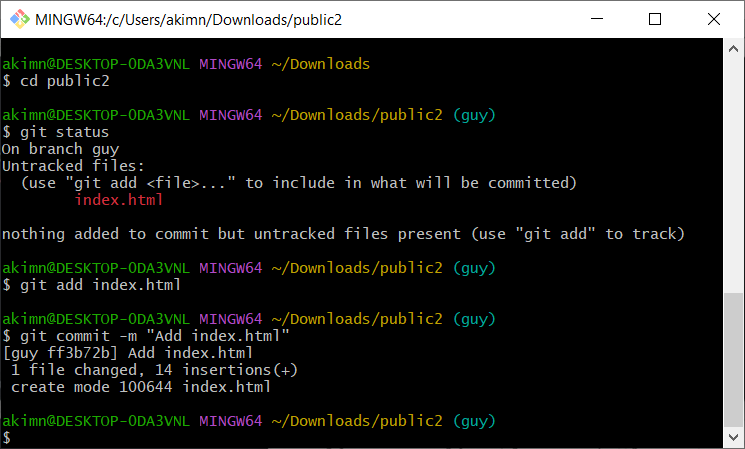 MINGW64:/c/Users/akimn/Downloads/public2
akimn@DESKTOP-ODA3VNL MINGW64 ~/Downloads
$ cd public2
akimn@DESKTOP-ODA3VNL MINGW64 ~/Downloads/public2 (guy)
$ git status
On branch guy
Untracked files:
  (use "git add <file>..." to include in what will be committed)
        index.html
nothing added to commit but untracked files present (use "git add" to track)
akimn@DESKTOP-ODA3VNL MINGW64 ~/Downloads/public2 (guy)
$ git add index.html
akimn@DESKTOP-ODA3VNL MINGW64 ~/Downloads/public2 (guy)
$ git commit -m "Add index.html"
[guy ff3b72b] Add index.html
 1 file changed, 14 insertions(+)
 create mode 100644 index.html
akimn@DESKTOP-ODA3VNL MINGW64 ~/Downloads/public2 (guy)
$